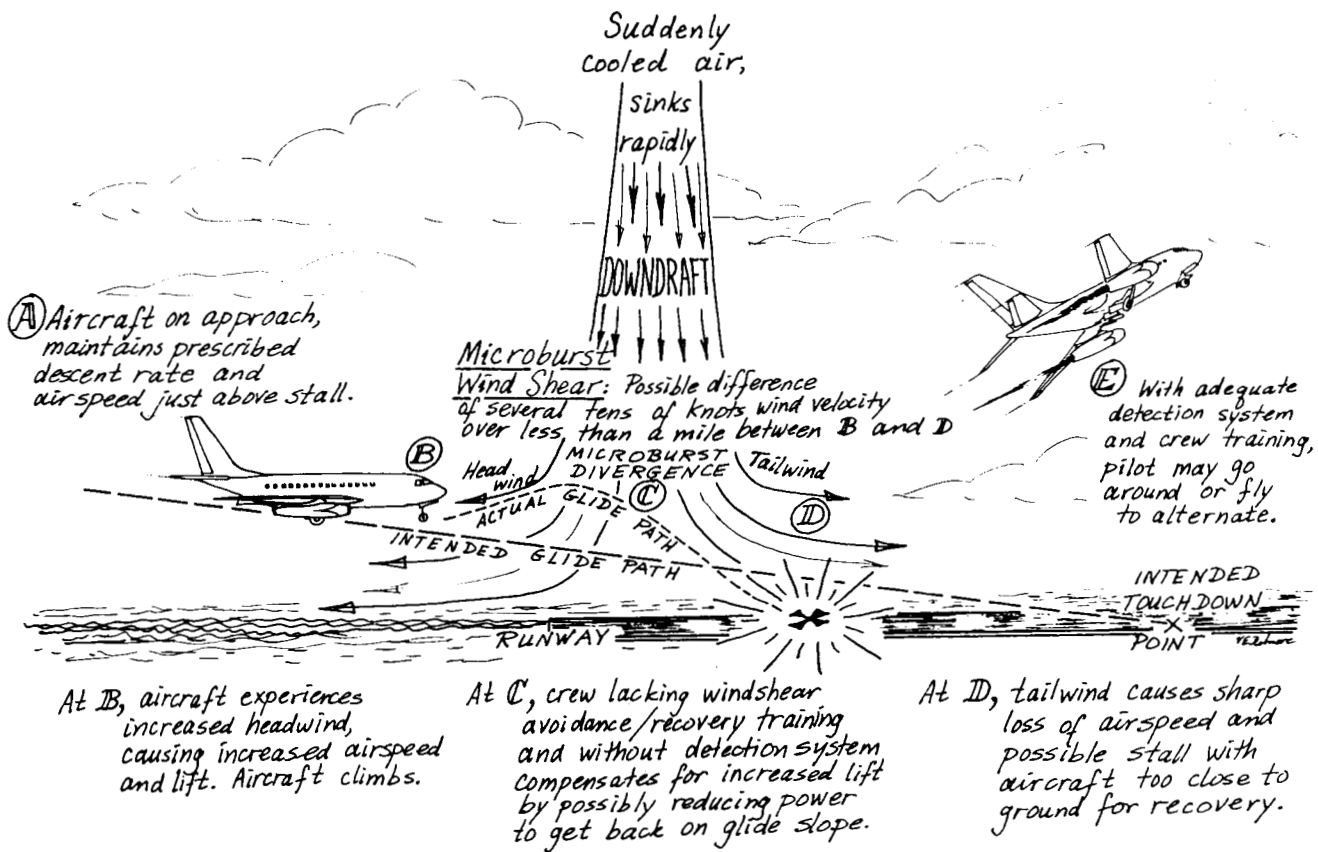 Suddenly
cooled air,
sinks
rapidly
DOWNDRAFT
A Aircraft on approach,
maintains prescribed
descent rate and
airspeed just above stall.
Microburst
Wind Shear: Possible difference
of several tens of knots wind velocity
over less than a mile between B and D
E With adequate
detection system
and crew training,
pilot may go
around or fly
to alternate.
B
Head
wind
MICROBURST
DIVERGENCE
Tailwind
C
D
ACTUAL GLIDE PATH
INTENDED GLIDE PATH
INTENDED
TOUCHDOWN
POINT
RUNWAY
At B, aircraft experiences
increased headwind,
causing increased airspeed
and lift. Aircraft climbs.
At C, crew lacking windshear
avoidance/recovery training
and without detection system
compensates for increased lift
by possibly reducing power
to get back on glide slope.
At D, tailwind causes sharp
loss of airspeed and
possible stall with
aircraft too close to
ground for recovery.